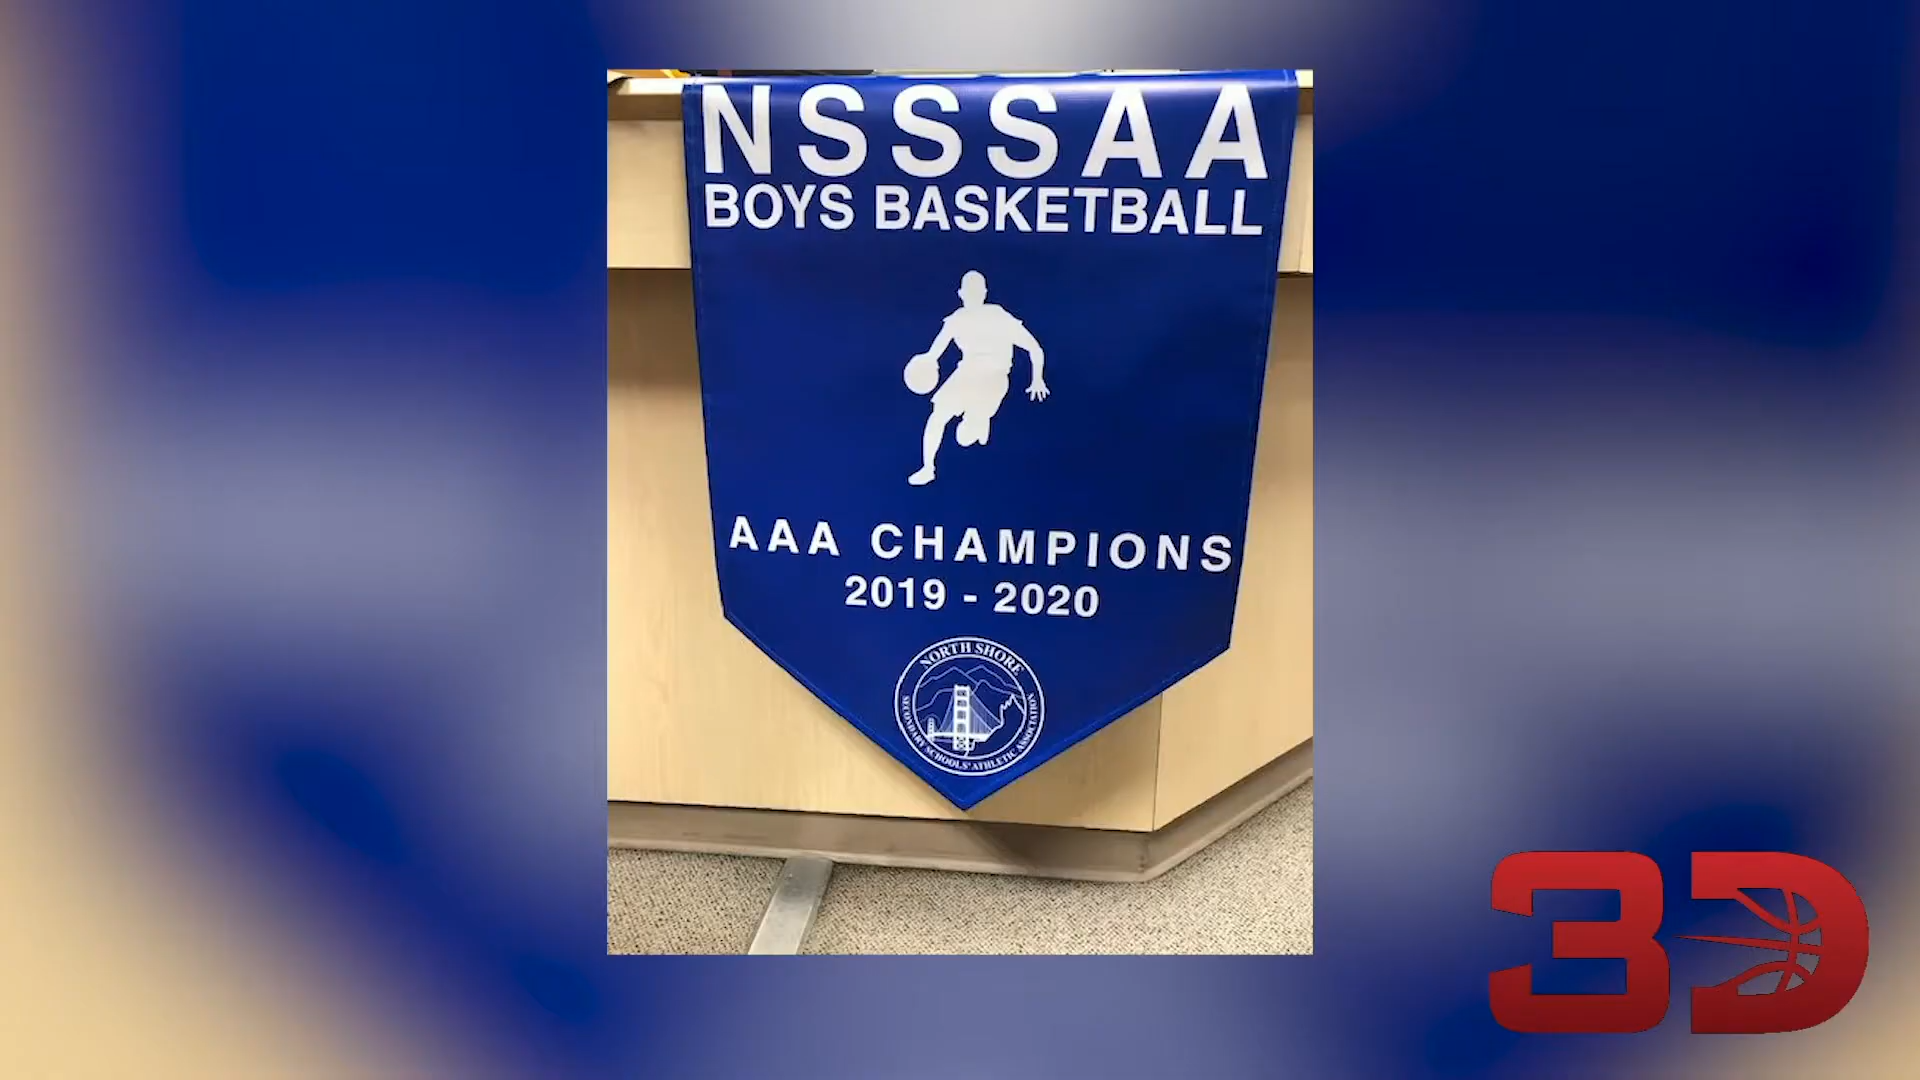 NSSSAA
BOYS BASKETBALL
AAA CHAMPIONS
2019 - 2020
NORTH SHORE
SECONDARY SCHOOLS' ATHLETIC ASSOCIATION
3D